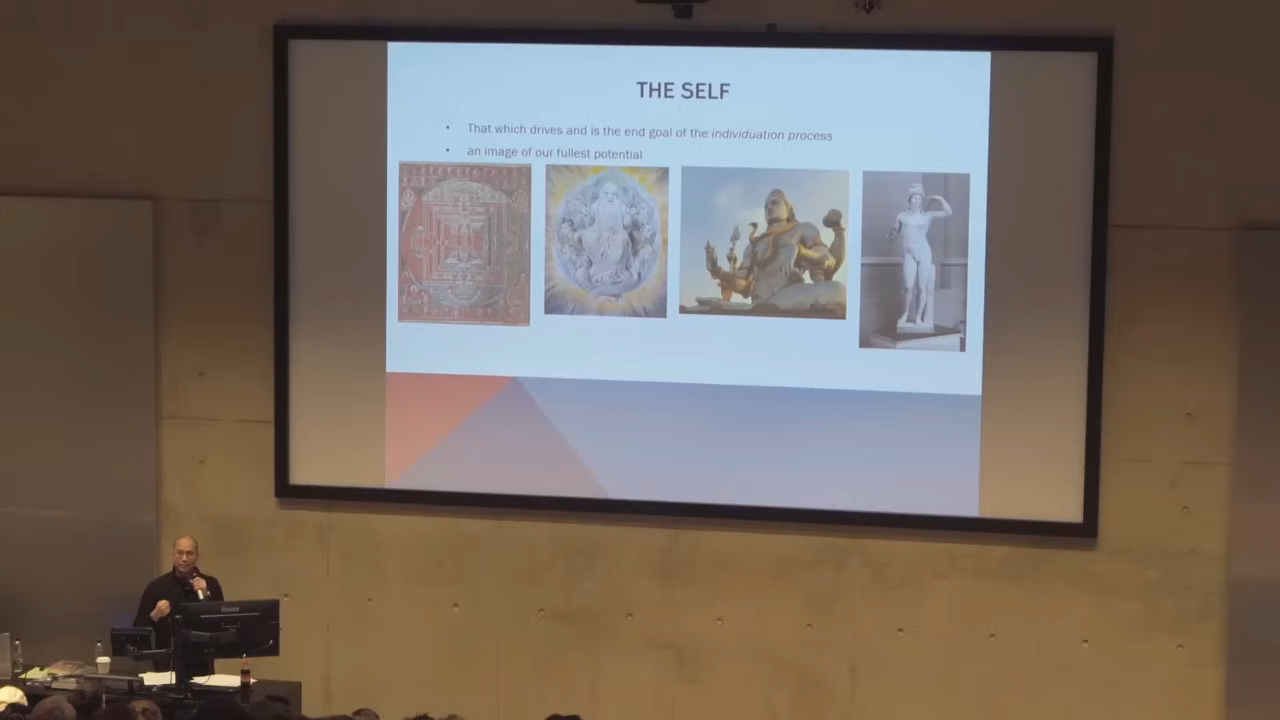 THE SELF
• That which drives and is the end goal of the individuation process
• an image of our fullest potential